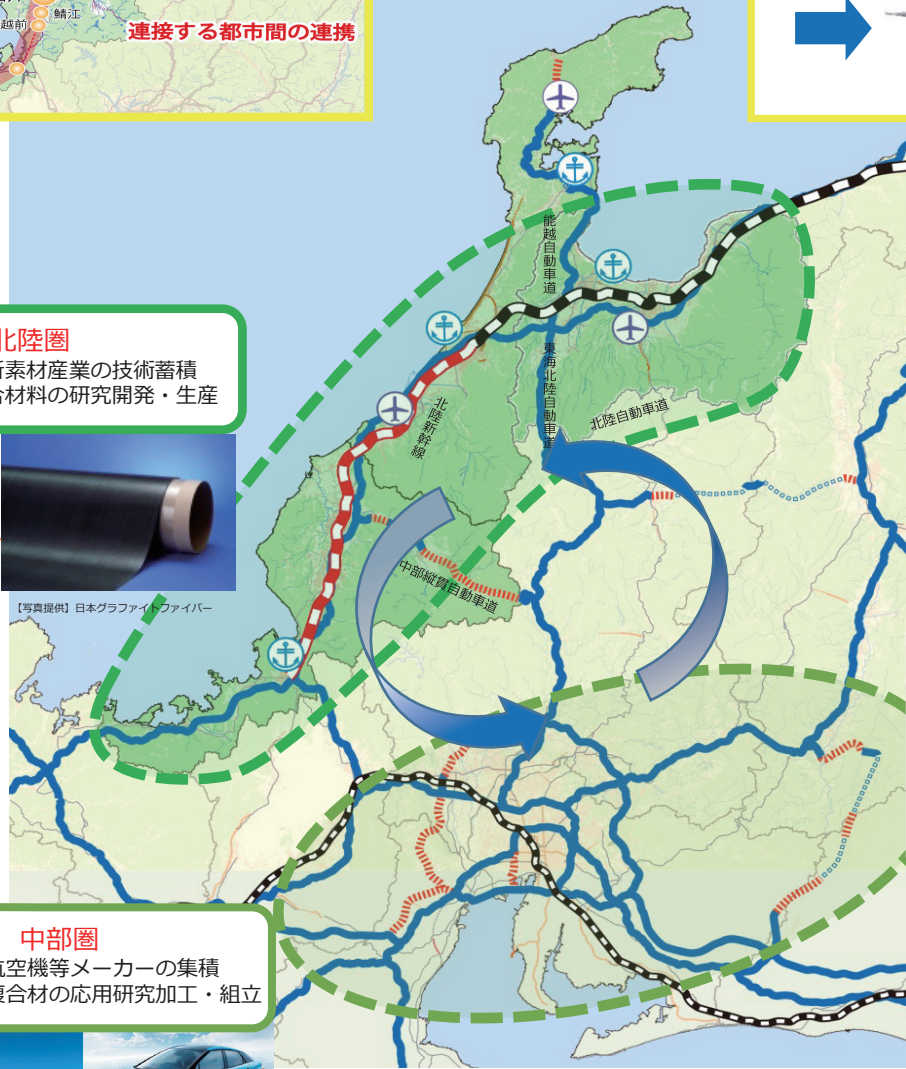 越前
鯖江
連接する都市間の連携
能越自動車道
北陸圏
素材産業の技術蓄積
材料の研究開発・生産
東海北陸自動車道
北陸新幹線
北陸自動車道
中部縦貫自動車道
【写真提供】日本グラファイトファイバー
中部圏
空機等メーカーの集積
複合材の応用研究加工・組立